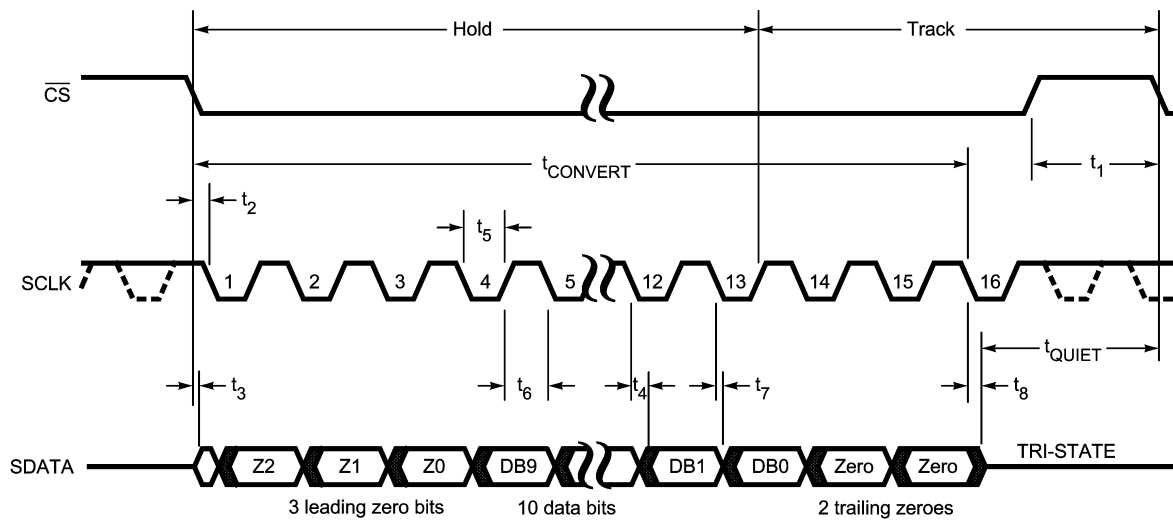 Hold
Track
CS
tCONVERT
t1
t2
t5
SCLK
1
2
3
4
5
12
13
14
15
16
tQUIET
t3
t6
t4
t7
t8
SDATA
Z2
Z1
Z0
DB9
DB1
DB0
Zero
Zero
TRI-STATE
3 leading zero bits
10 data bits
2 trailing zeroes